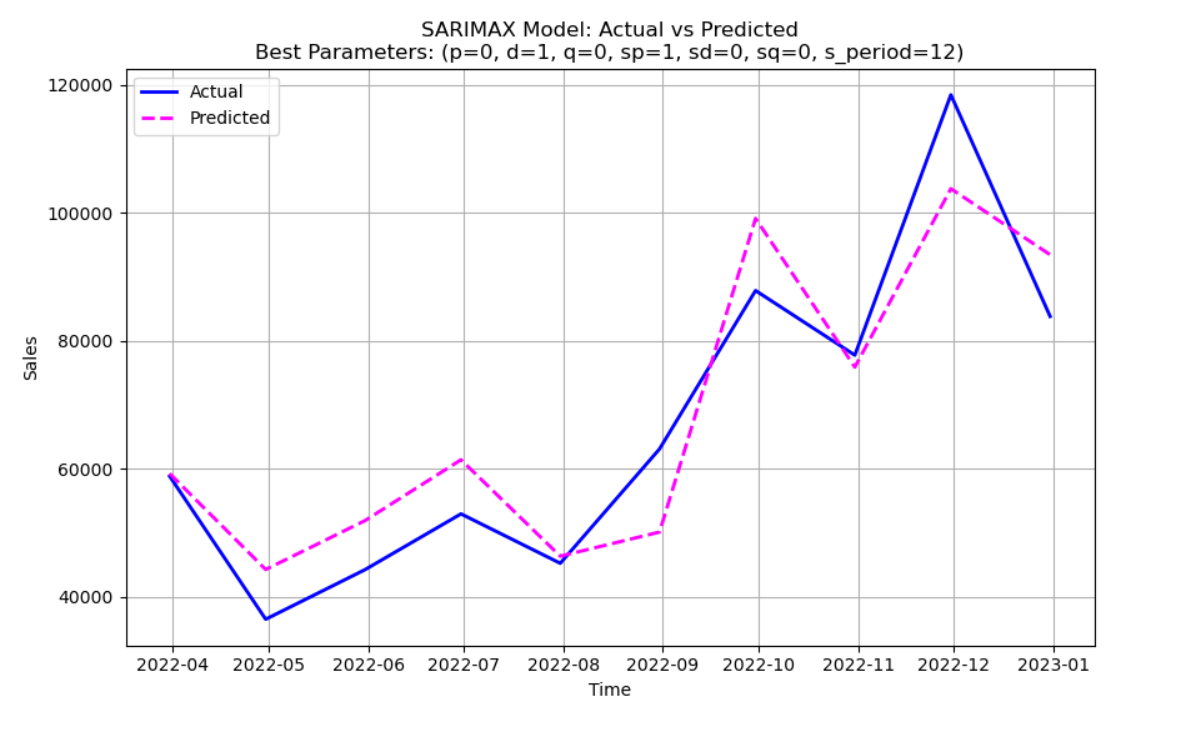 SARIMAX Model: Actual vs Predicted
Best Parameters: (p=0, d=1, q=0, sp=1, sd=0, sq=0, s_period=12)
Actual
Predicted
120000
100000
80000
60000
40000
Sales
2022-04 2022-05 2022-06 2022-07 2022-08 2022-09 2022-10 2022-11 2022-12 2023-01
Time